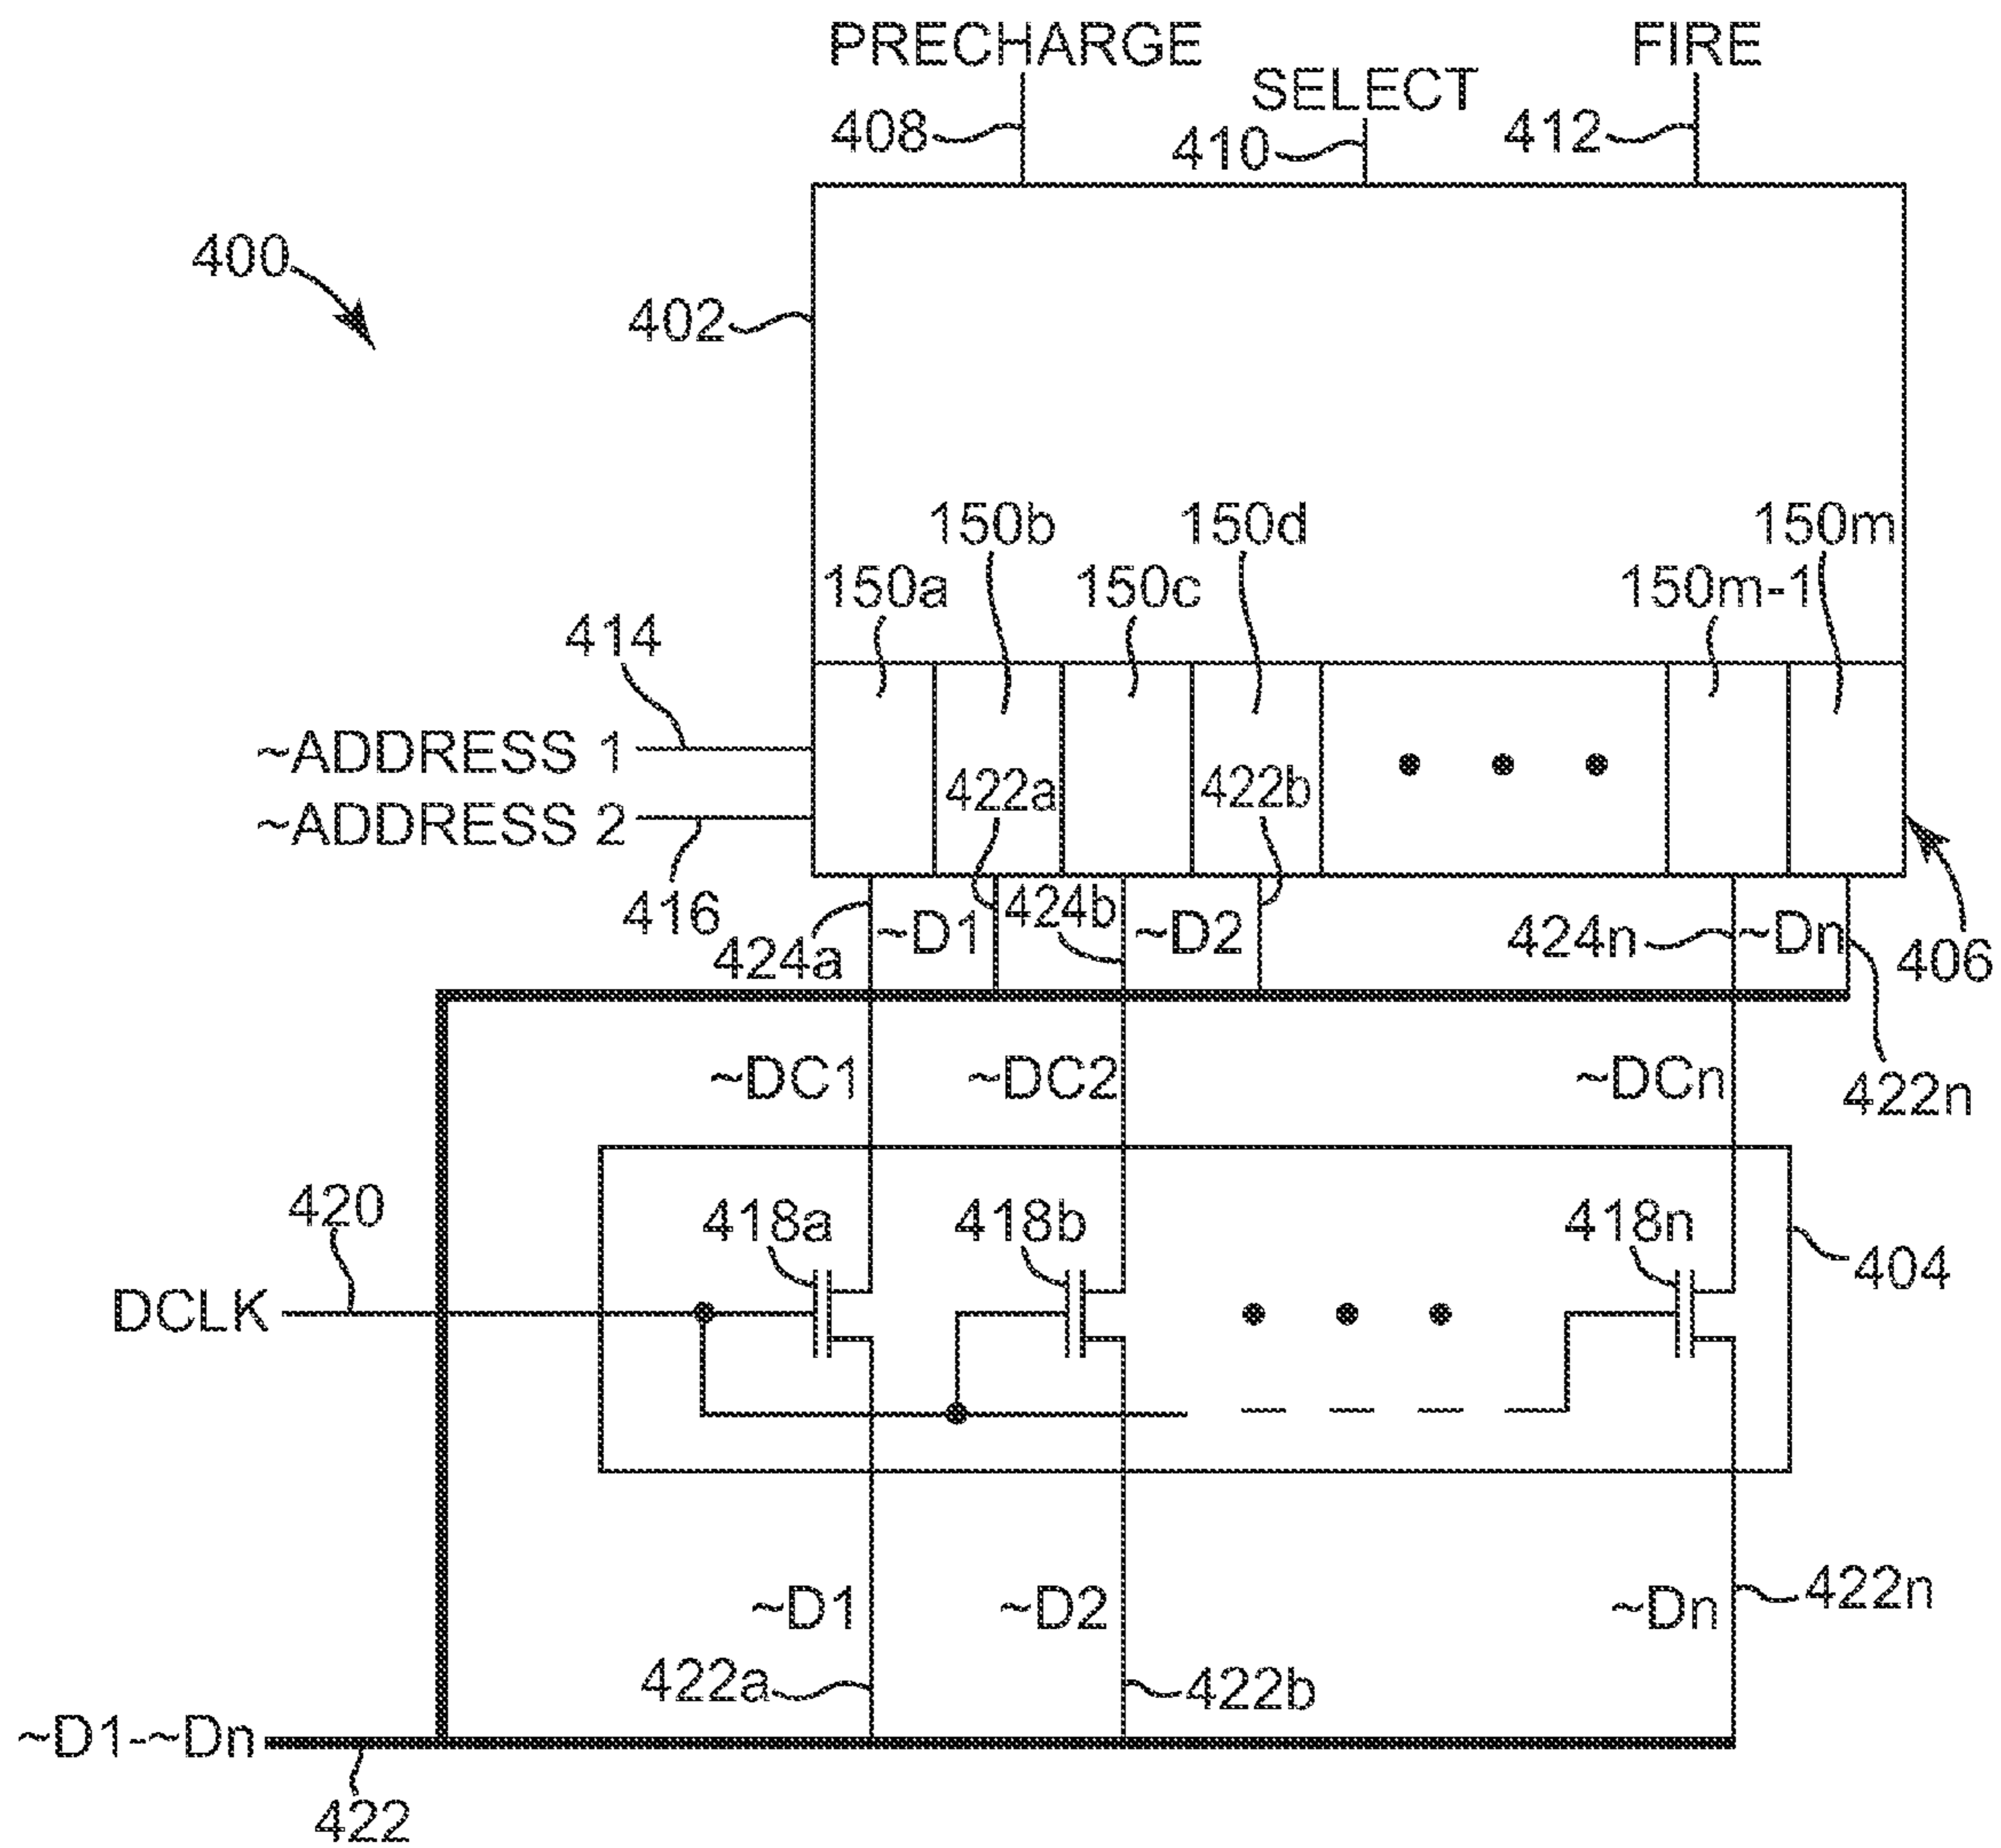 PRECHARGE
FIRE
SELECT
408
410
412
400
402
150b
150d
150m
150a
150c
150m-1
414
~ADDRESS 1
422a
422b
~ADDRESS 2
416
424a
~D1
424b
~D2
424n
~Dn
406
~DC1
~DC2
~DCn
422n
420
418a
418b
418n
404
DCLK
~D1
~D2
~Dn
422n
422a
422b
~D1-~Dn
422